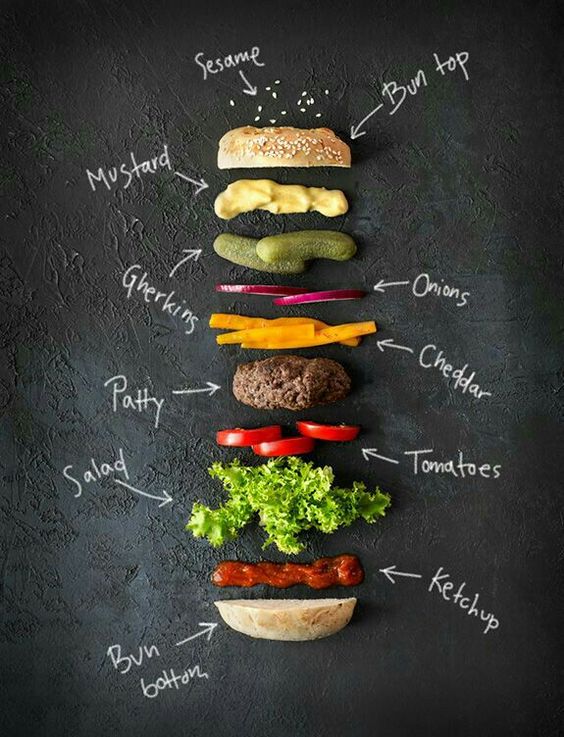 Sesame
Bun top
Mustard
Gherkins
Onions
Cheddar
Patty
Tomatoes
Salad
Ketchup
Bun
bottom